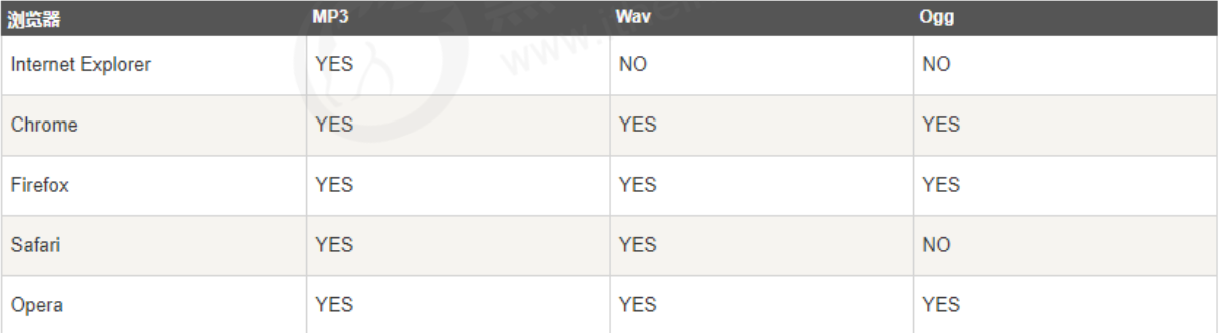 浏览器 MP3 Wav Ogg
Internet Explorer YES NO NO
Chrome YES YES YES
Firefox YES YES YES
Safari YES YES NO
Opera YES YES YES